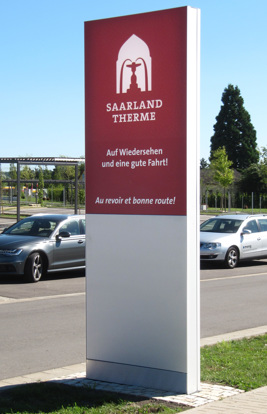 SAARLAND
THERME
Auf Wiedersehen
und eine gute Fahrt!
Au revoir et bonne route!